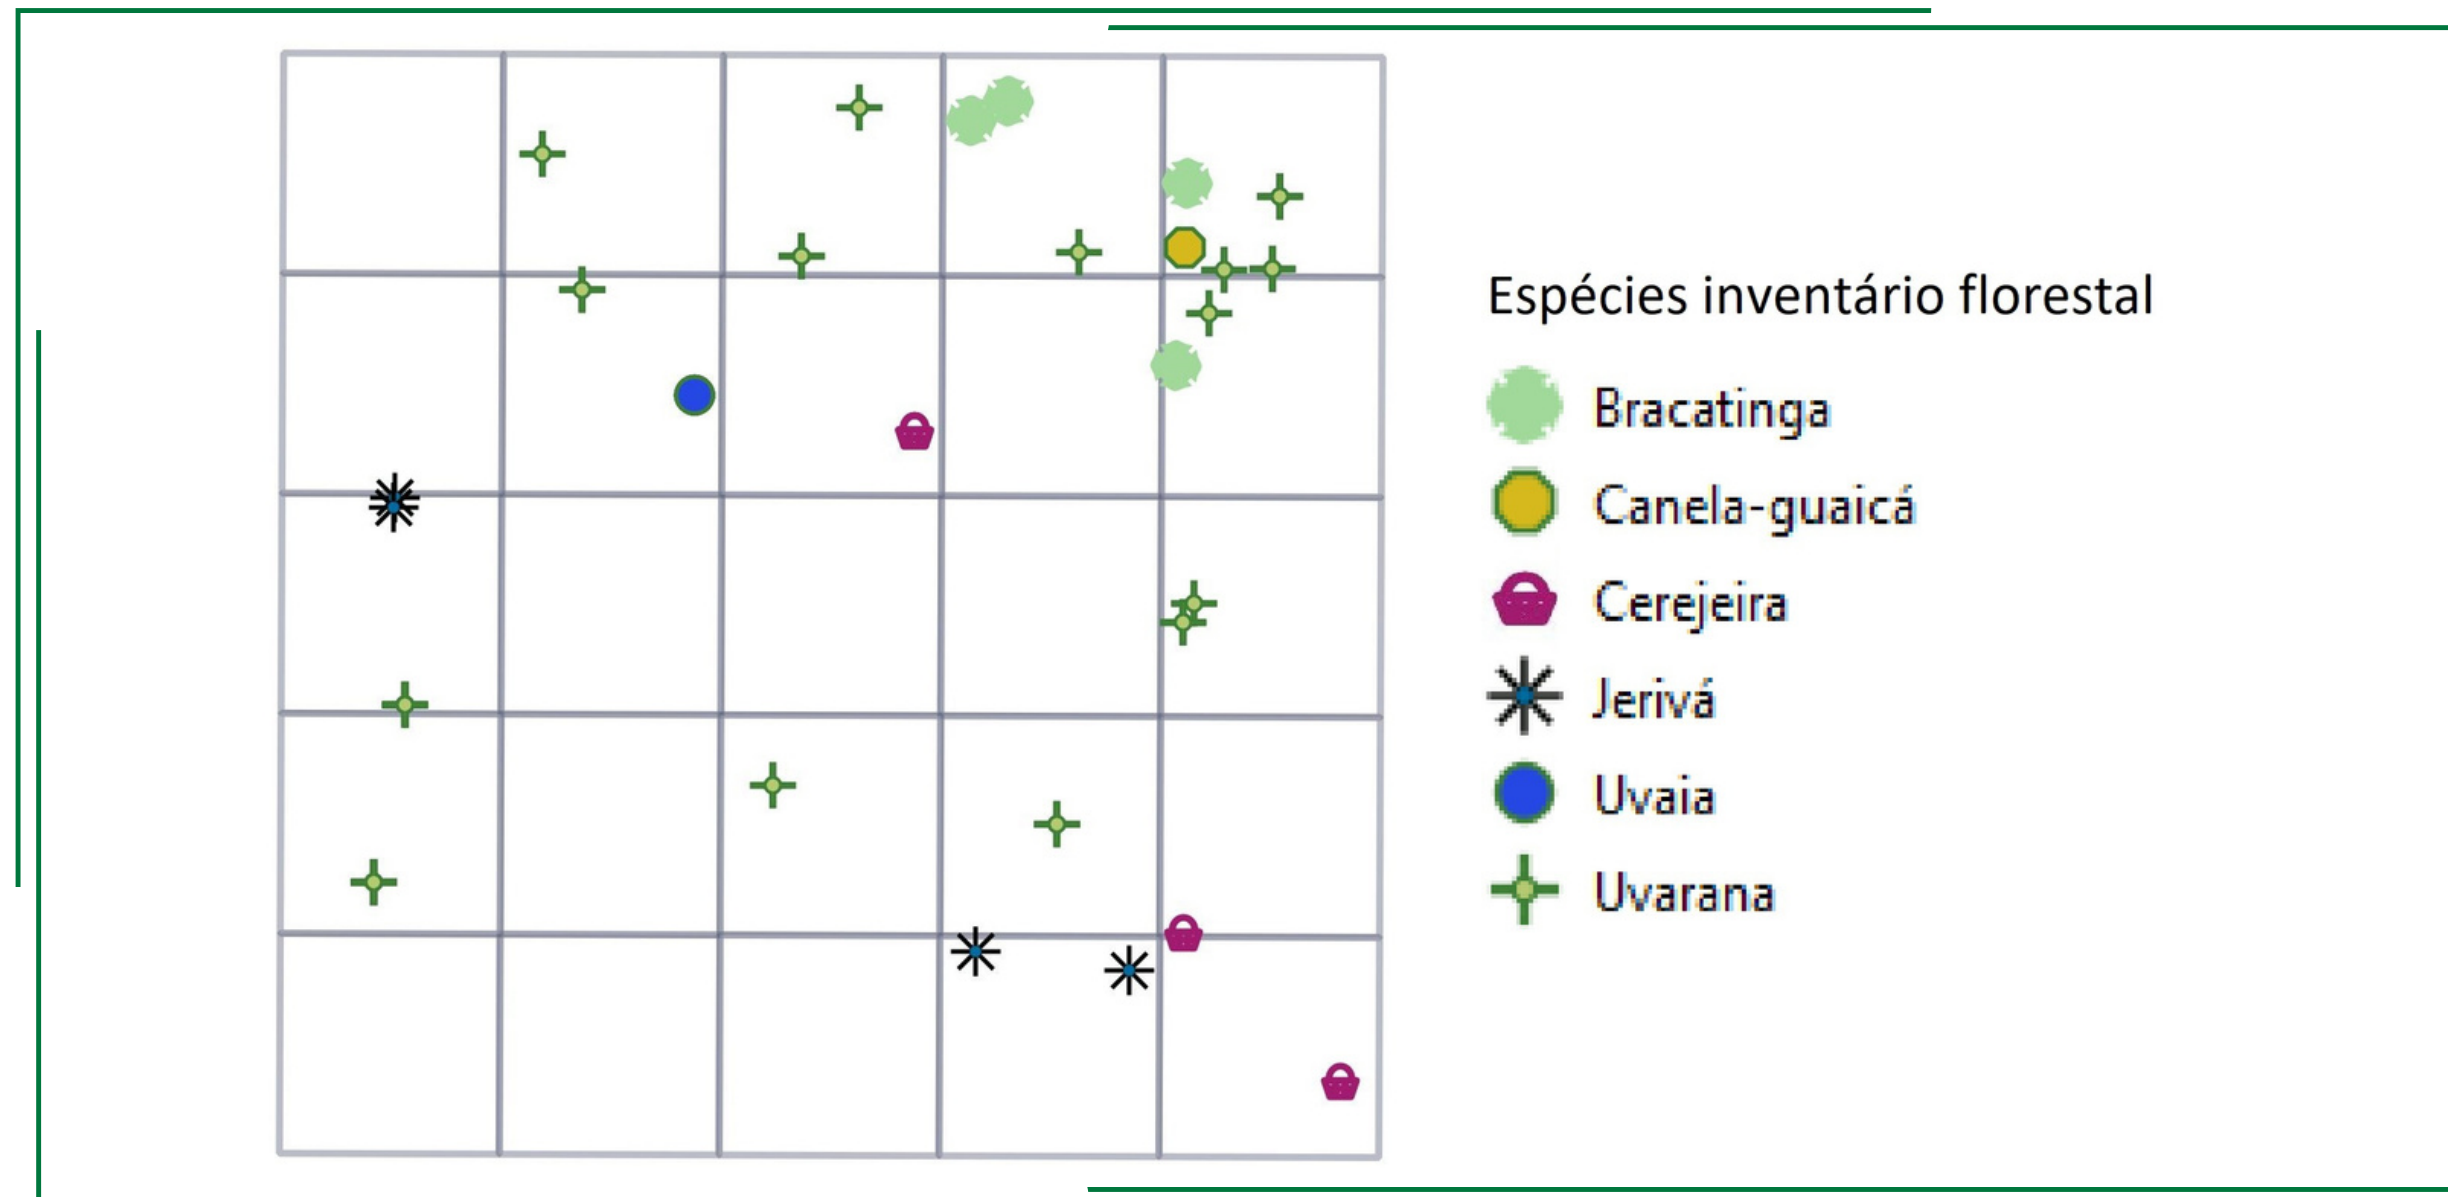 Espécies inventário florestal
Bracatinga
Canela-guaicá
Cerejeira
Jerivá
Uvaia
Uvarana